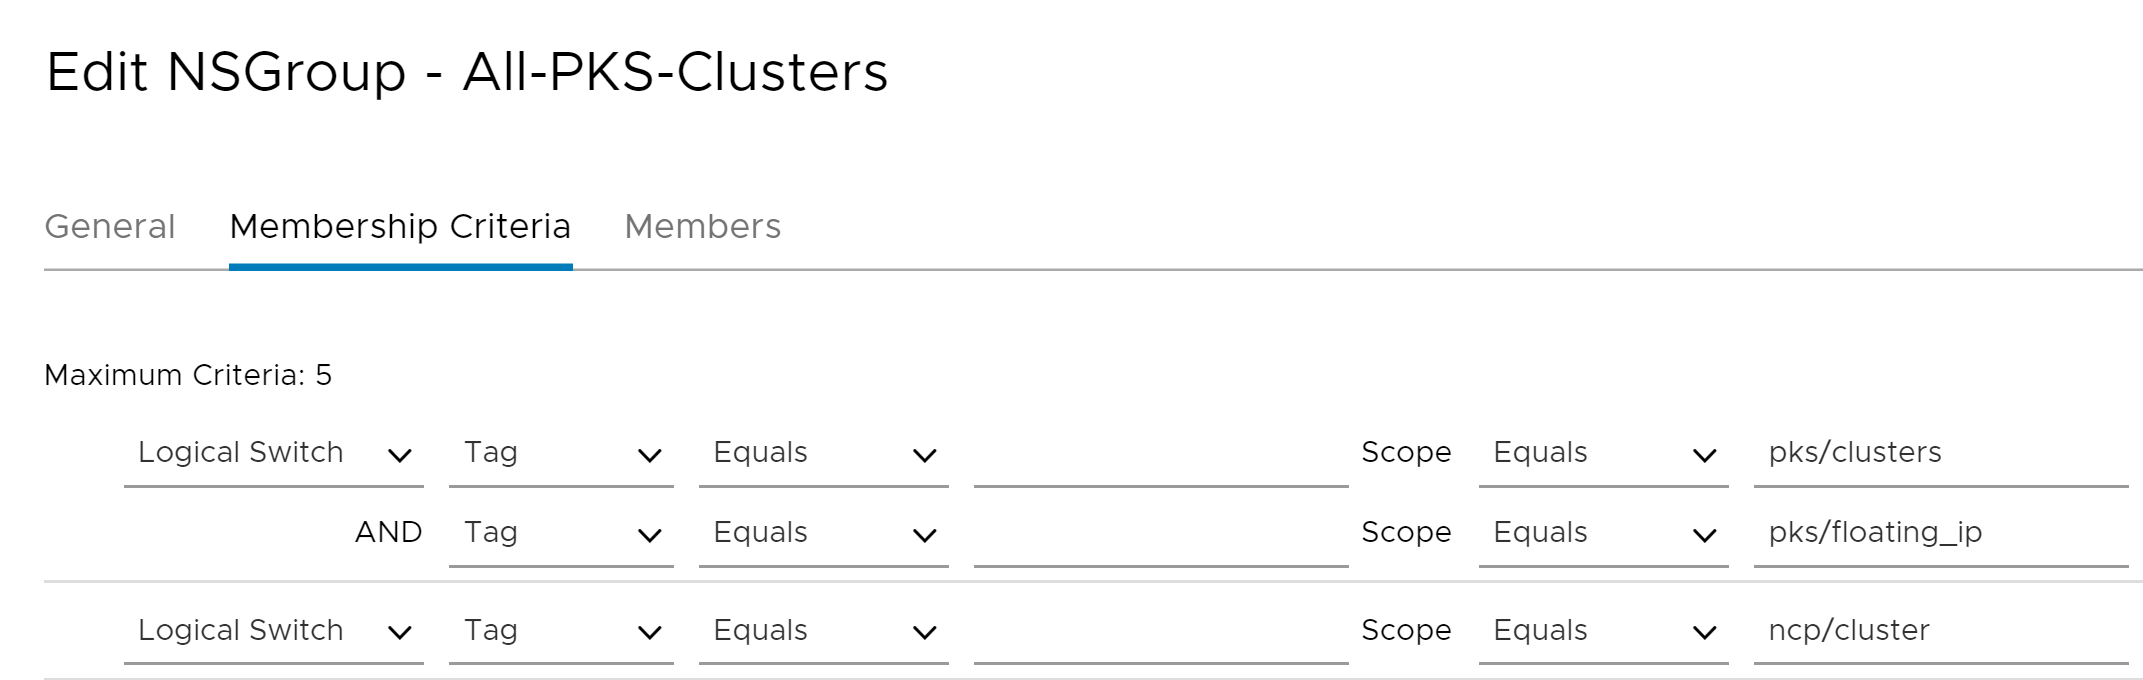 Edit NSGroup - All-PKS-Clusters
General Membership Criteria Members
Maximum Criteria: 5
Logical Switch Tag Equals Scope Equals pks/clusters
AND Tag Equals Scope Equals pks/floating_ip
Logical Switch Tag Equals Scope Equals ncp/cluster